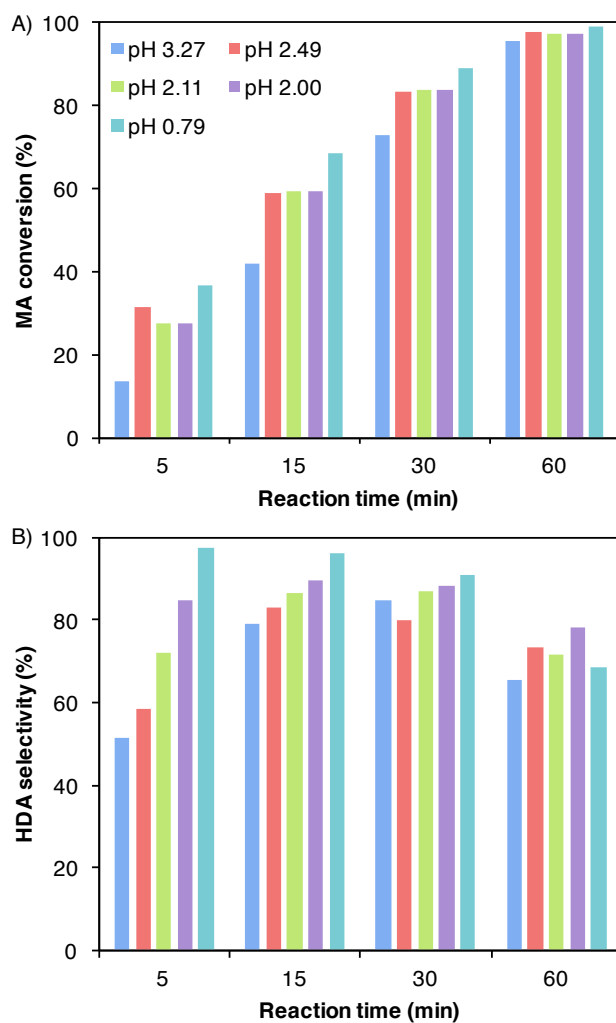 A)
MA conversion (%)
100
80
60
40
20
0
pH 3.27 pH 2.49
pH 2.11 pH 2.00
pH 0.79
5 15 30 60
Reaction time (min)
B)
HDA selectivity (%)
100
80
60
40
20
0
5 15 30 60
Reaction time (min)